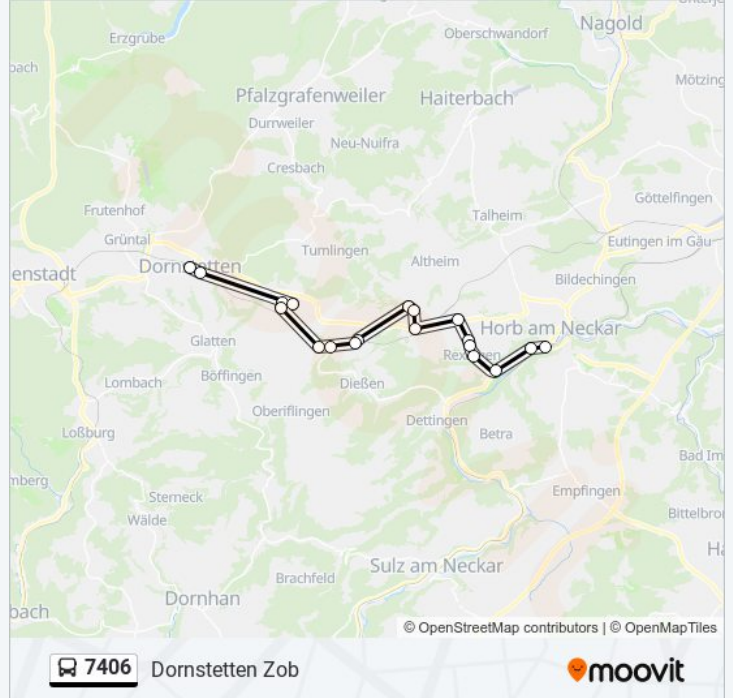 Erzgrube
Oberschwandorf
Nagold
bach
Pfalzgrafenweiler
Haiterbach
Mötzing
Durrweiler
Neu-Nuifra
Cresbach
Göttelfingen
Frutenhof
Talheim
Grüntal
Tumlingen
Eutingen im Gäu
enstadt
Dornstetten
Altheim
Bildechingen
Horb am Neckar
Glatten
Rexingen
Böffingen
Lombach
Dießen
Oberiflingen
Dettingen
Loßburg
Betra
Bad Im
mberg
Sterneck
Empfingen
Wälde
Bittelbron
Ha
Sulz am Neckar
Brachfeld
Dornhan
bach
© OpenStreetMap contributors | © OpenMapTiles
7406 Dornstetten Zob
moovit